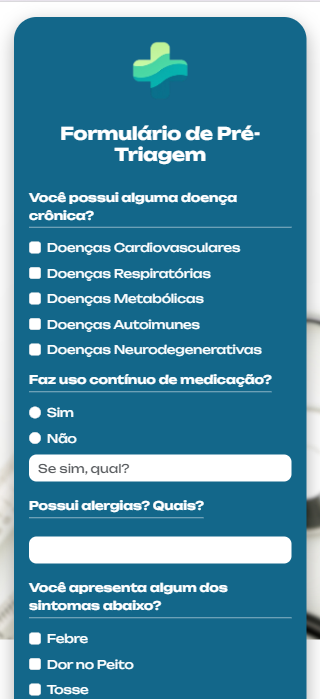 Formulário de Pré-
Triagem
Você possui alguma doença
crônica?
Doenças Cardiovasculares
Doenças Respiratórias
Doenças Metabólicas
Doenças Autoimunes
Doenças Neurodegenerativas
Faz uso contínuo de medicação?
Sim
Não
Se sim, qual?
Possui alergias? Quais?
Você apresenta algum dos
sintomas abaixo?
Febre
Dor no Peito
Tosse